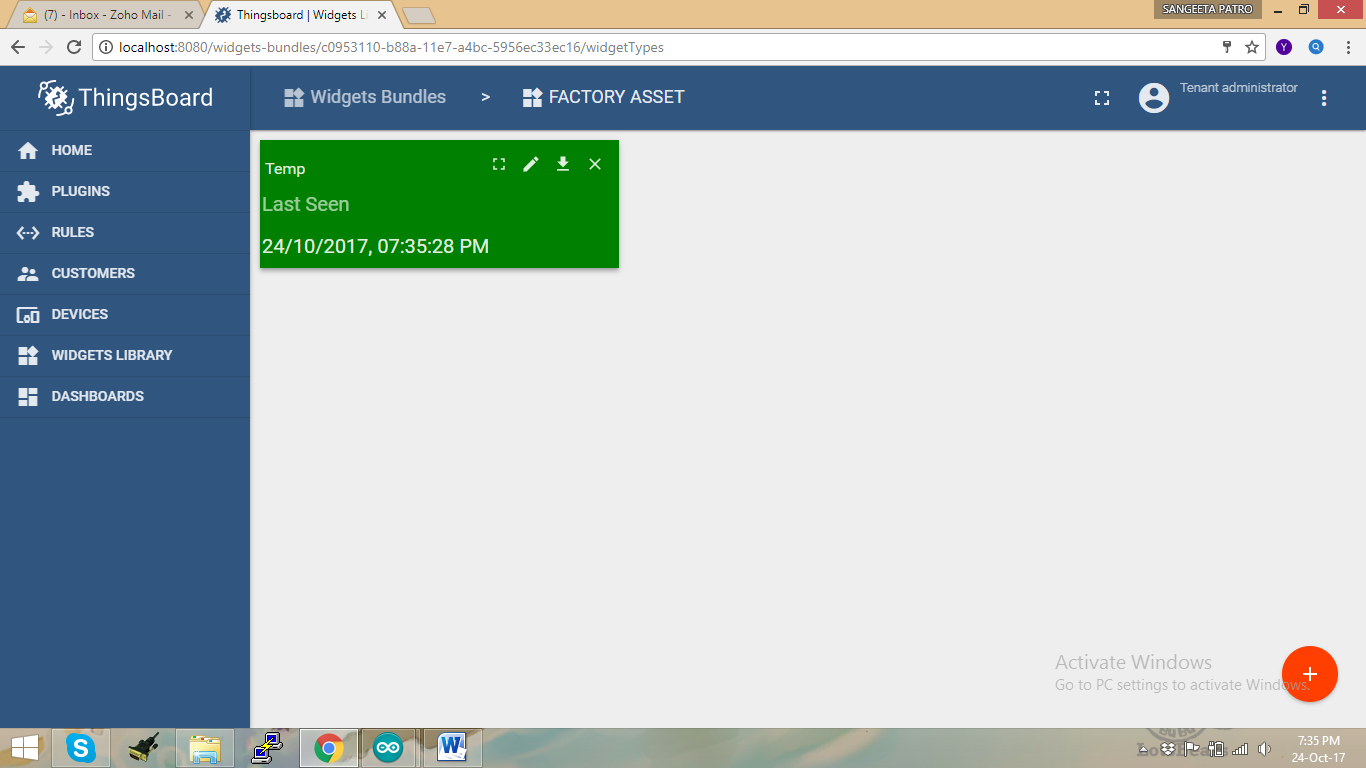 SANGEETA PATRO
(7) - Inbox - Zoho Mail -
Thingsboard | Widgets Li
localhost:8080/widgets-bundles/c0953110-b88a-11e7-a4bc-5956ec33ec16/widgetTypes
Y
ThingsBoard
Widgets Bundles > FACTORY ASSET
Tenant administrator
HOME
PLUGINS
RULES
CUSTOMERS
DEVICES
WIDGETS LIBRARY
DASHBOARDS
Temp
Last Seen
24/10/2017, 07:35:28 PM
Activate Windows
Go to PC settings to activate Windows.
7:35 PM
24-Oct-17